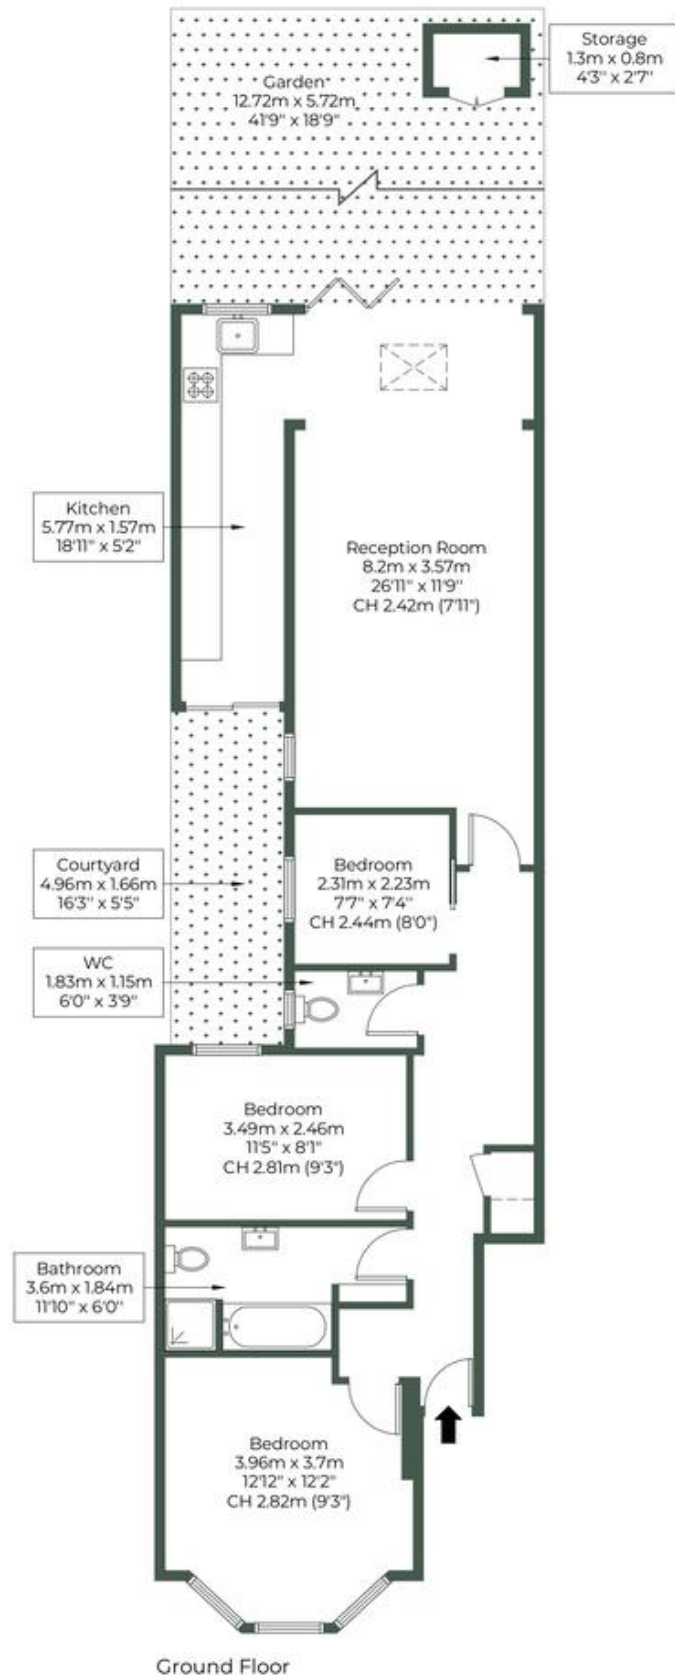 Storage
1.3m x 0.8m
4'3" x 2'7"
Garden
12.72m x 5.72m
41'9" x 18'9"
Kitchen
5.77m x 1.57m
18'11" x 5'2"
Reception Room
8.2m x 3.57m
26'11" x 11'9"
CH 2.42m (7'11")
Courtyard
4.96m x 1.66m
16'3" x 5'5"
Bedroom
2.31m x 2.23m
7'7" x 7'4"
CH 2.44m (8'0")
WC
1.83m x 1.15m
6'0" x 3'9"
Bedroom
3.49m x 2.46m
11'5" x 8'1"
CH 2.81m (9'3")
Bathroom
3.6m x 1.84m
11'10" x 6'0"
Bedroom
3.96m x 3.7m
12'12" x 12'2"
CH 2.82m (9'3")
Ground Floor